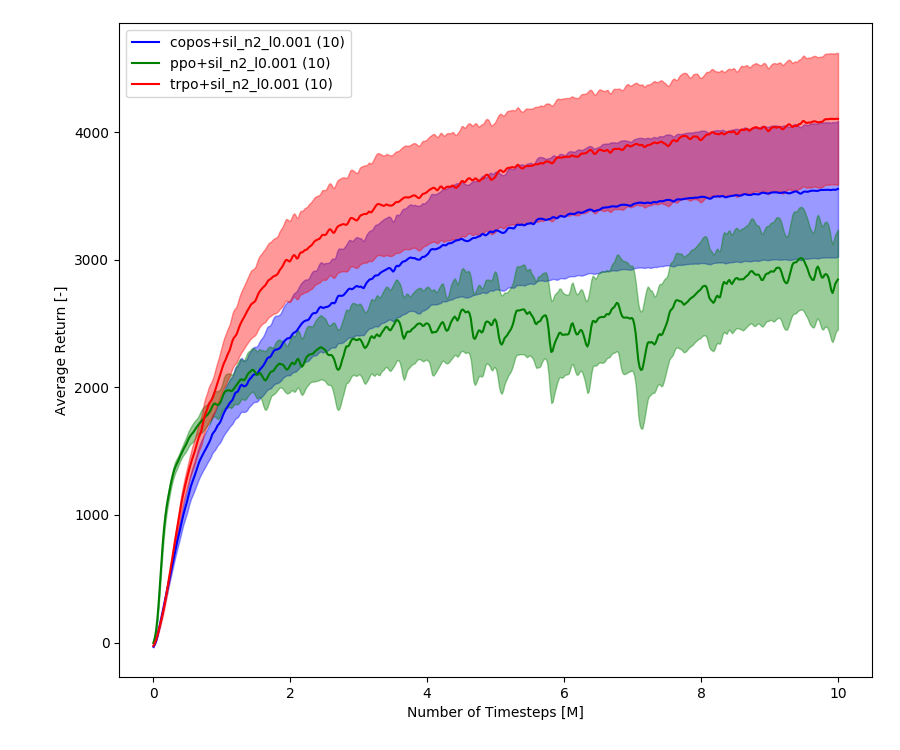 copos+sil_n2_l0.001 (10)
ppo+sil_n2_l0.001 (10)
trpo+sil_n2_l0.001 (10)
4000
3000
2000
1000
0
Average Return [-]
0 2 4 6 8 10
Number of Timesteps [M]